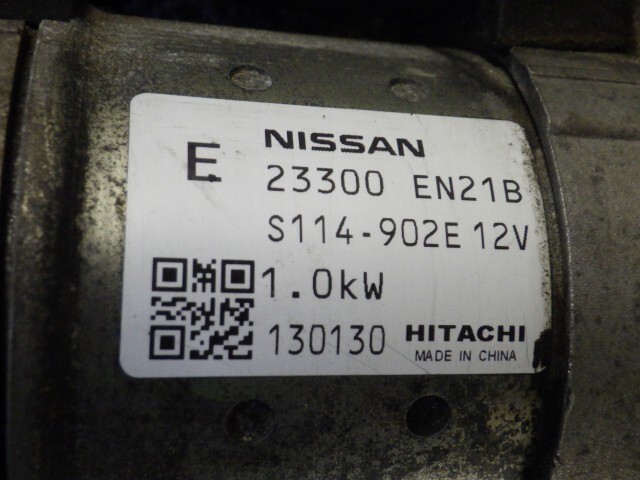 E NISSAN
23300 EN21B
S114-902E 12V
1.0kW
130130 HITACHI
MADE IN CHINA